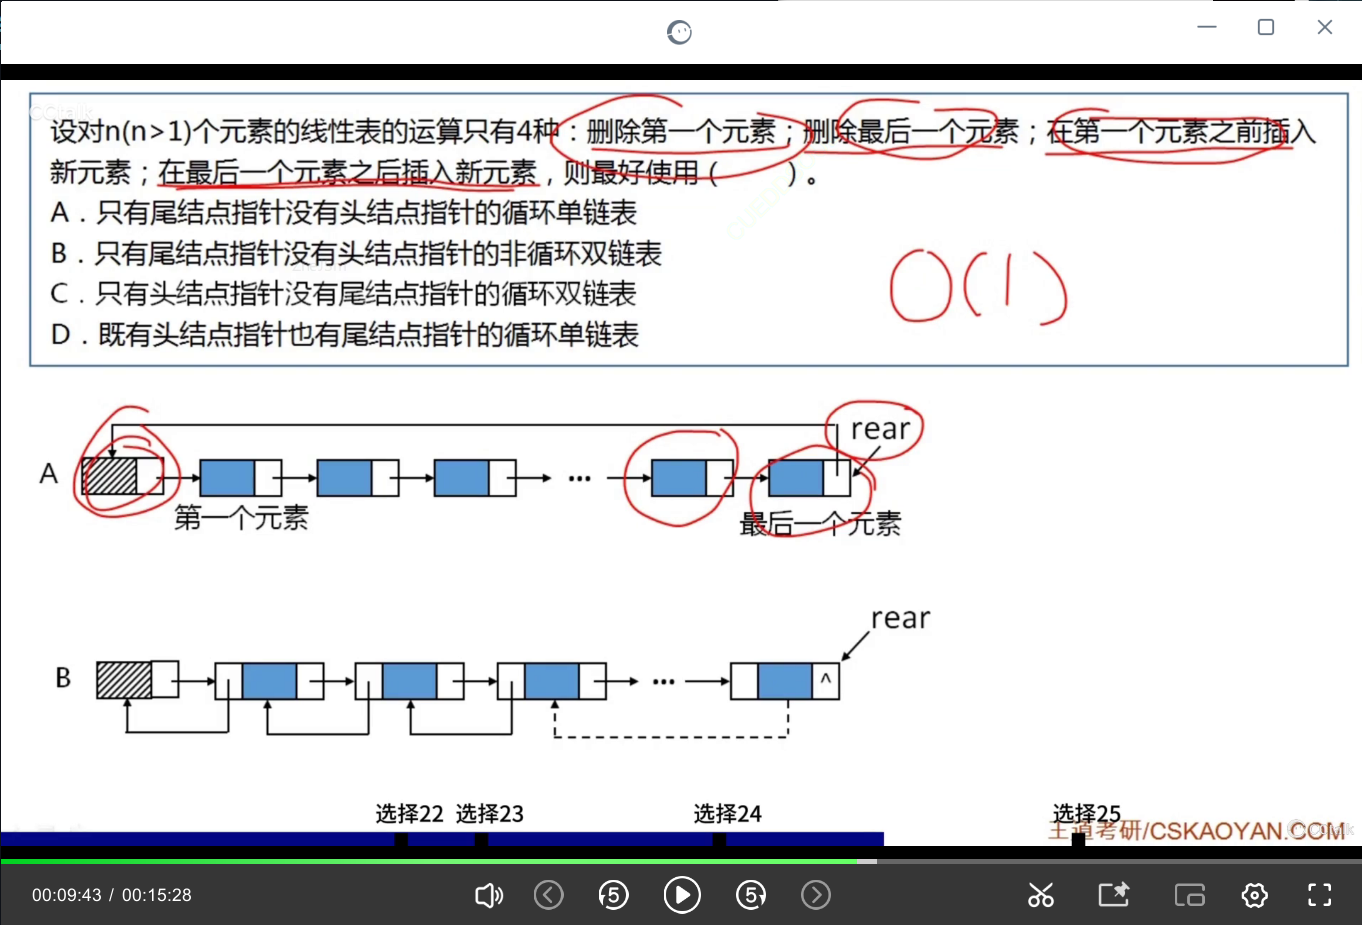 设对n(n>1)个元素的线性表的运算只有4种：删除第一个元素；删除最后一个元素；在第一个元素之前插入
新元素；在最后一个元素之后插入新元素，则最好使用（　　）。
A．只有尾结点指针没有头结点指针的循环单链表
B．只有尾结点指针没有头结点指针的非循环双链表
C．只有头结点指针没有尾结点指针的循环双链表
D．既有头结点指针也有尾结点指针的循环单链表
O(1)
rear
A
...
第一个元素
最后一个元素
rear
B
...
^
选择22 选择23 选择24 选择25
王道考研/CSKAOYAN.COM
00:09:43 / 00:15:28
5 5